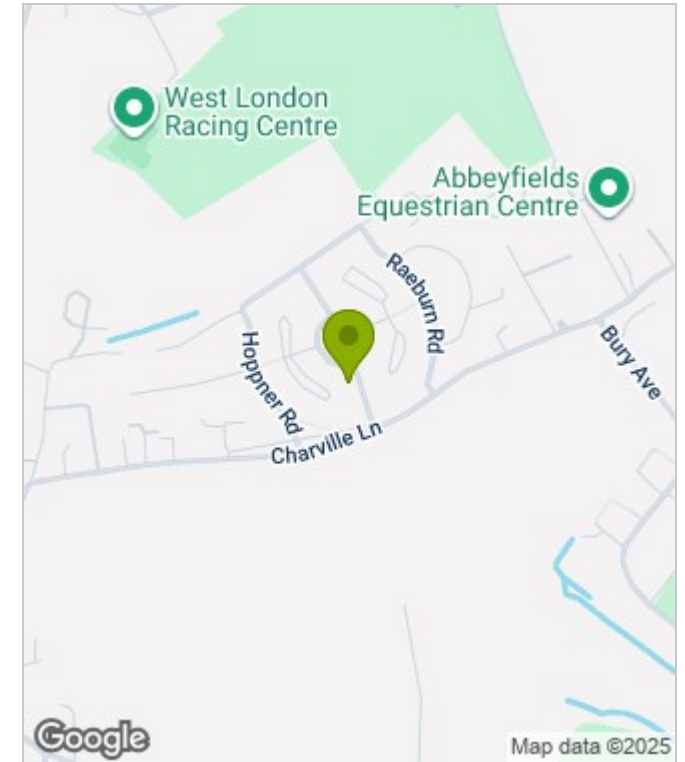 West London
Racing Centre
Abbeyfields
Equestrian Centre
Raeburn Rd
Hoppner Rd
Bury Ave
Charville Ln
Google
Map data ©2025